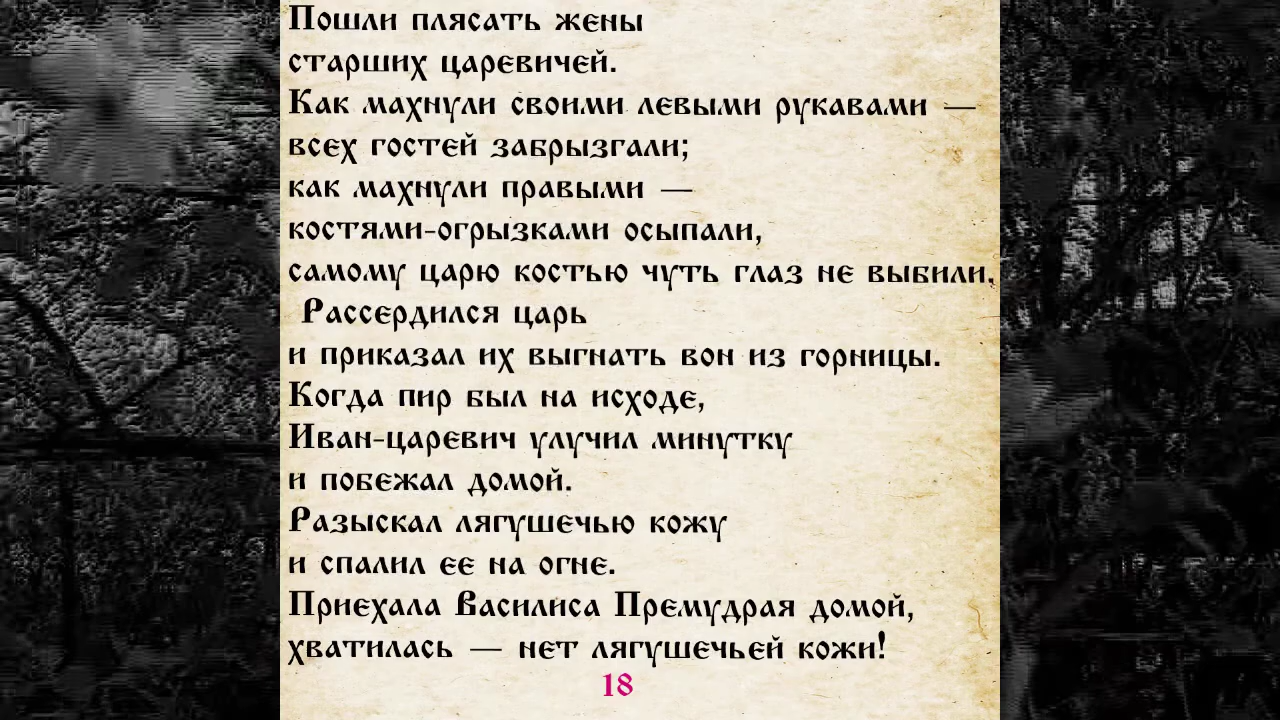 Пошли плясать жены
старших царевичей.
Как махнули своими левыми рукавами —
всех гостей забрызгали;
как махнули правыми —
костями-огрызками осыпали,
самому царю костью чуть глаз не выбили.
Рассердился царь
и приказал их выгнать вон из горницы.
Когда пир был на исходе,
Иван-царевич улучил минутку
и побежал домой.
Разыскал лягушечью кожу
и спалил ее на огне.
Приехала Василиса Премудрая домой,
хватилась — нет лягушечьей кожи!
18